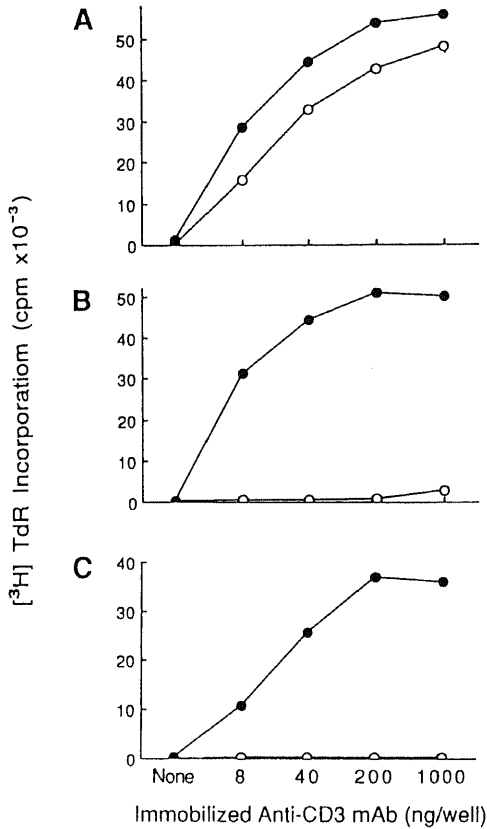 A
50
40
30
20
10
0
B
50
40
30
20
10
0
C
40
30
20
10
0
None 8 40 200 1000
Immobilized Anti-CD3 mAb (ng/well)
[³H] TdR Incorporatiom (cpm x10⁻³)